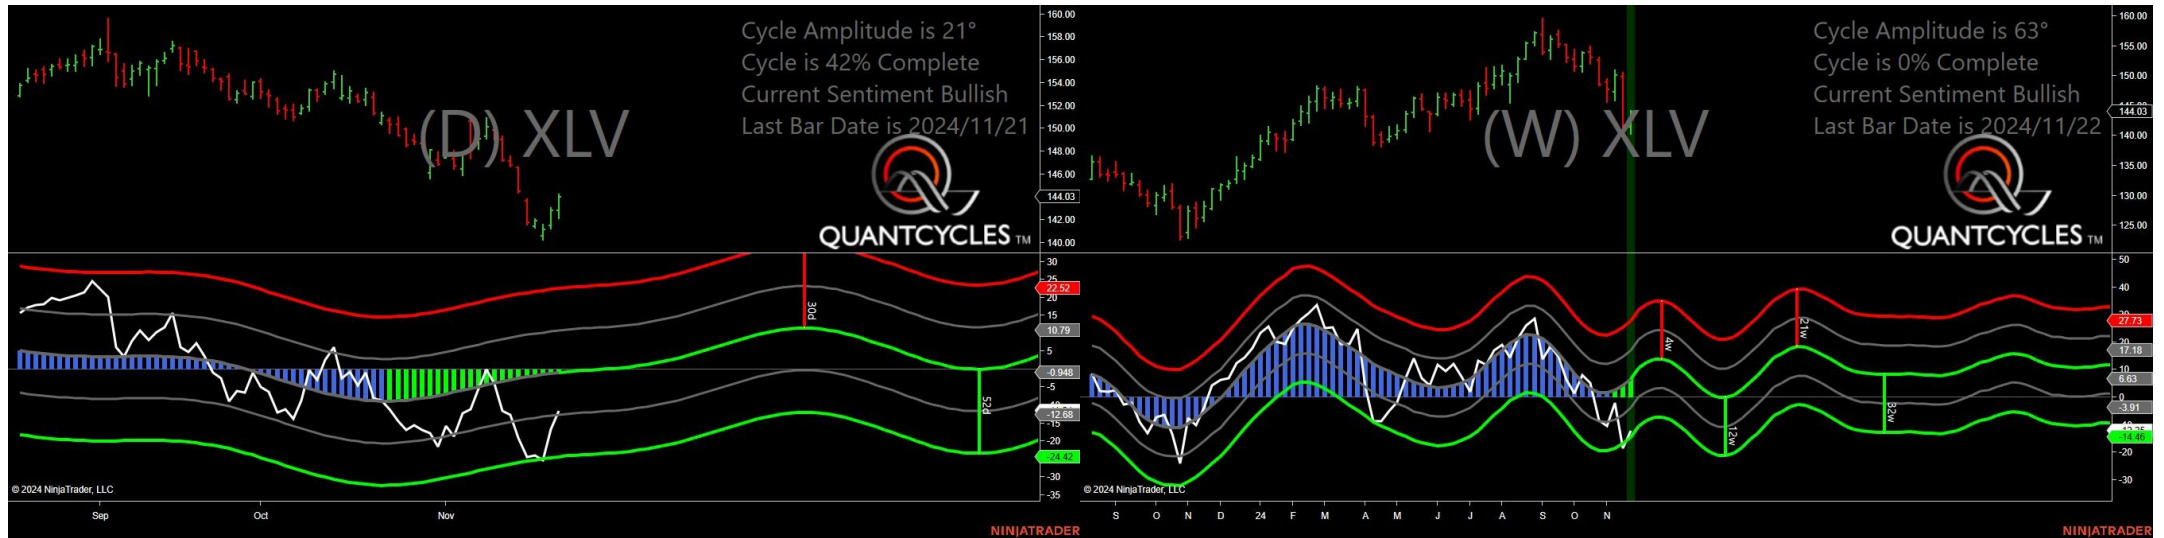 Cycle Amplitude is 21°
Cycle is 42% Complete
Current Sentiment Bullish
Last Bar Date is 2024/11/21
(D) XLV
QUANTCYCLES TM
160.00
158.00
156.00
154.00
152.00
150.00
148.00
146.00
144.03
142.00
140.00
30
25
22.52
20
15
10.79
5
-0.948
-5
-12.68
-15
-20
-24.42
-30
-35
30d
52d
© 2024 NinjaTrader, LLC
Sep Oct Nov
NINJATRADER
Cycle Amplitude is 63°
Cycle is 0% Complete
Current Sentiment Bullish
Last Bar Date is 2024/11/22
(W) XLV
QUANTCYCLES TM
160.00
155.00
150.00
144.03
140.00
135.00
130.00
125.00
50
40
27.73
20
17.18
10
6.63
0
-3.91
-14.46
-20
-30
4w
12w
21w
32w
© 2024 NinjaTrader, LLC
S O N D 24 F M A M J J A S O N
NINJATRADER